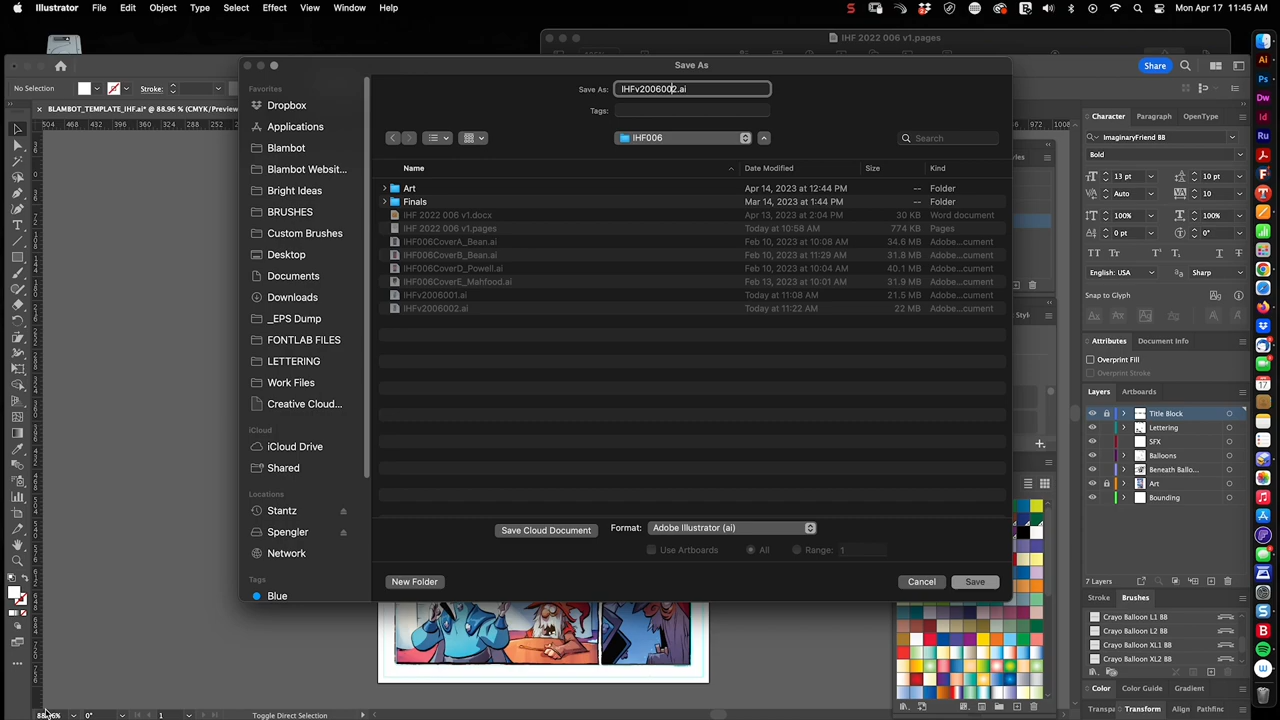 Illustrator File Edit Object Type Select Effect View Window Help
Mon Apr 17 11:45 AM
IHF 2022 006 v1.pages
Save As
Share
No Selection
Stroke:
Save As: IHFv2006002.ai
BLAMBOT_TEMPLATE_IHF.ai* @ 88.96 % (CMYK/Preview
Tags:
504 480 456 432 408 384 360
Favorites
Dropbox
Applications
Blambot
Blambot Websit...
Bright Ideas
BRUSHES
Custom Brushes
Desktop
Documents
Downloads
_EPS Dump
FONTLAB FILES
LETTERING
Work Files
Creative Cloud...
iCloud
iCloud Drive
Shared
Locations
Stantz
Spengler
Network
Tags
Blue
IHF006
Search
Name Date Modified Size Kind
Art Apr 14, 2023 at 12:44 PM -- Folder
Finals Mar 14, 2023 at 1:44 PM -- Folder
IHF 2022 006 v1.docx Apr 13, 2023 at 2:04 PM 30 KB Word document
IHF 2022 006 v1.pages Today at 10:58 AM 774 KB Pages
IHF006CoverA_Bean.ai Feb 10, 2023 at 10:08 AM 34.6 MB Adobe...cument
IHF006CoverB_Bean.ai Feb 10, 2023 at 11:29 AM 31.8 MB Adobe...cument
IHF006CoverD_Powell.ai Feb 10, 2023 at 10:04 AM 40.1 MB Adobe...cument
IHF006CoverE_Mahfood.ai Feb 13, 2023 at 10:01 AM 31.9 MB Adobe...cument
IHFv2006001.ai Today at 11:08 AM 21.5 MB Adobe...cument
IHFv2006002.ai Today at 11:22 AM 22 MB Adobe...cument
Save Cloud Document
Format: Adobe Illustrator (ai)
Use Artboards All Range: 1
New Folder
Cancel Save
Character Paragraph OpenType
ImaginaryFriend BB
Bold
13 pt 10 pt
Auto 10
100% 100%
0 pt 0°
English: USA Sharp
Snap to Glyph
Attributes Document Info
Overprint Fill
Overprint Stroke
Layers Artboards
Title Block
Lettering
SFX
Balloons
Beneath Ballo...
Art
Bounding
7 Layers
Stroke Brushes
Crayo Balloon L1 BB
Crayo Balloon L2 BB
Crayo Balloon XL1 BB
Crayo Balloon XL2 BB
Color Color Guide Gradient
Transpa Transform Align Pathfinc
0° 1 Toggle Direct Selection